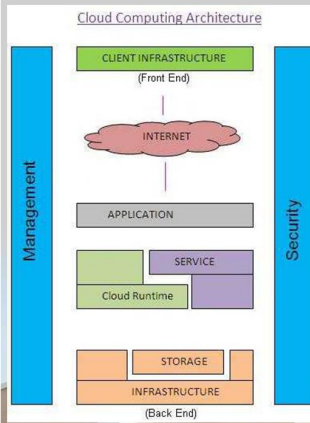 Cloud Computing Architecture
CLIENT INFRASTRUCTURE
(Front End)
INTERNET
Management
Security
APPLICATION
SERVICE
Cloud Runtime
STORAGE
INFRASTRUCTURE
(Back End)